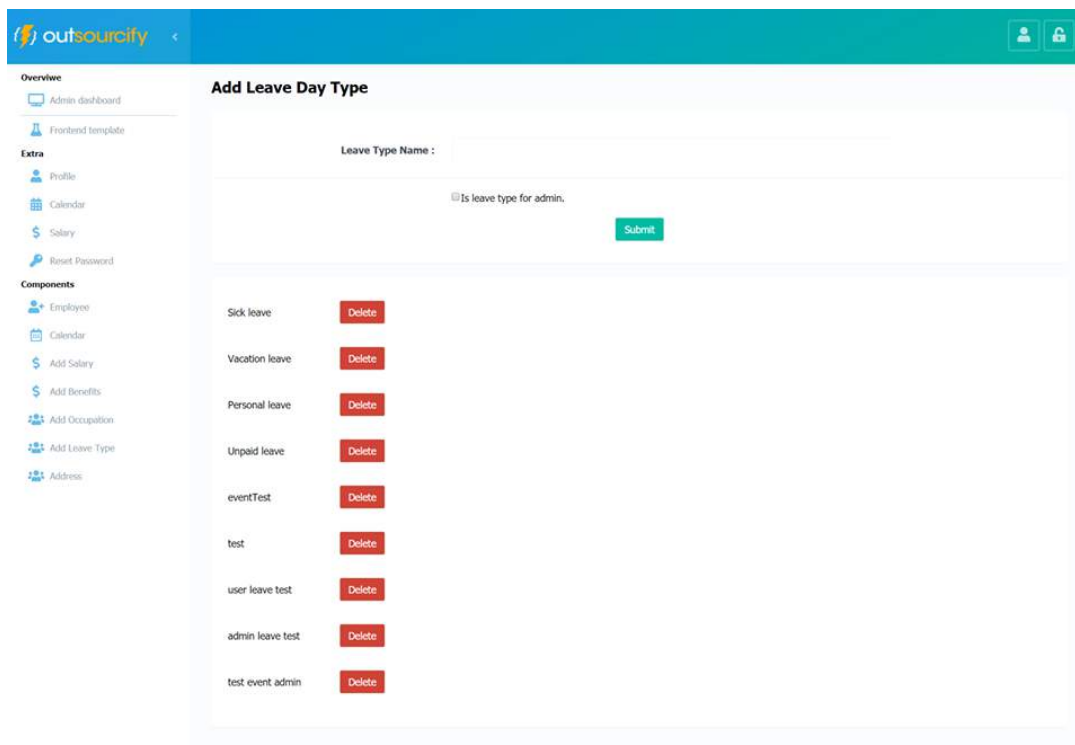 outsourcify
Overviwe
Admin dashboard
Frontend template
Extra
Profile
Calendar
Salary
Reset Password
Components
Employee
Calendar
Add Salary
Add Benefits
Add Occupation
Add Leave Type
Address
Add Leave Day Type
Leave Type Name :
Is leave type for admin.
Submit
Sick leave Delete
Vacation leave Delete
Personal leave Delete
Unpaid leave Delete
eventTest Delete
test Delete
user leave test Delete
admin leave test Delete
test event admin Delete